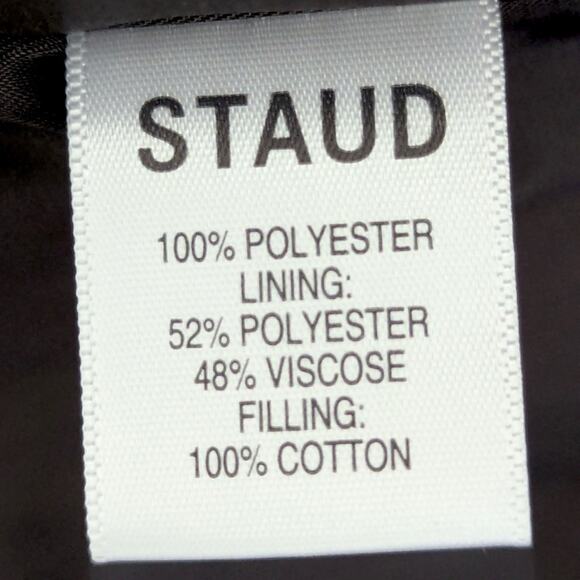 STAUD
100% POLYESTER
LINING:
52% POLYESTER
48% VISCOSE
FILLING:
100% COTTON